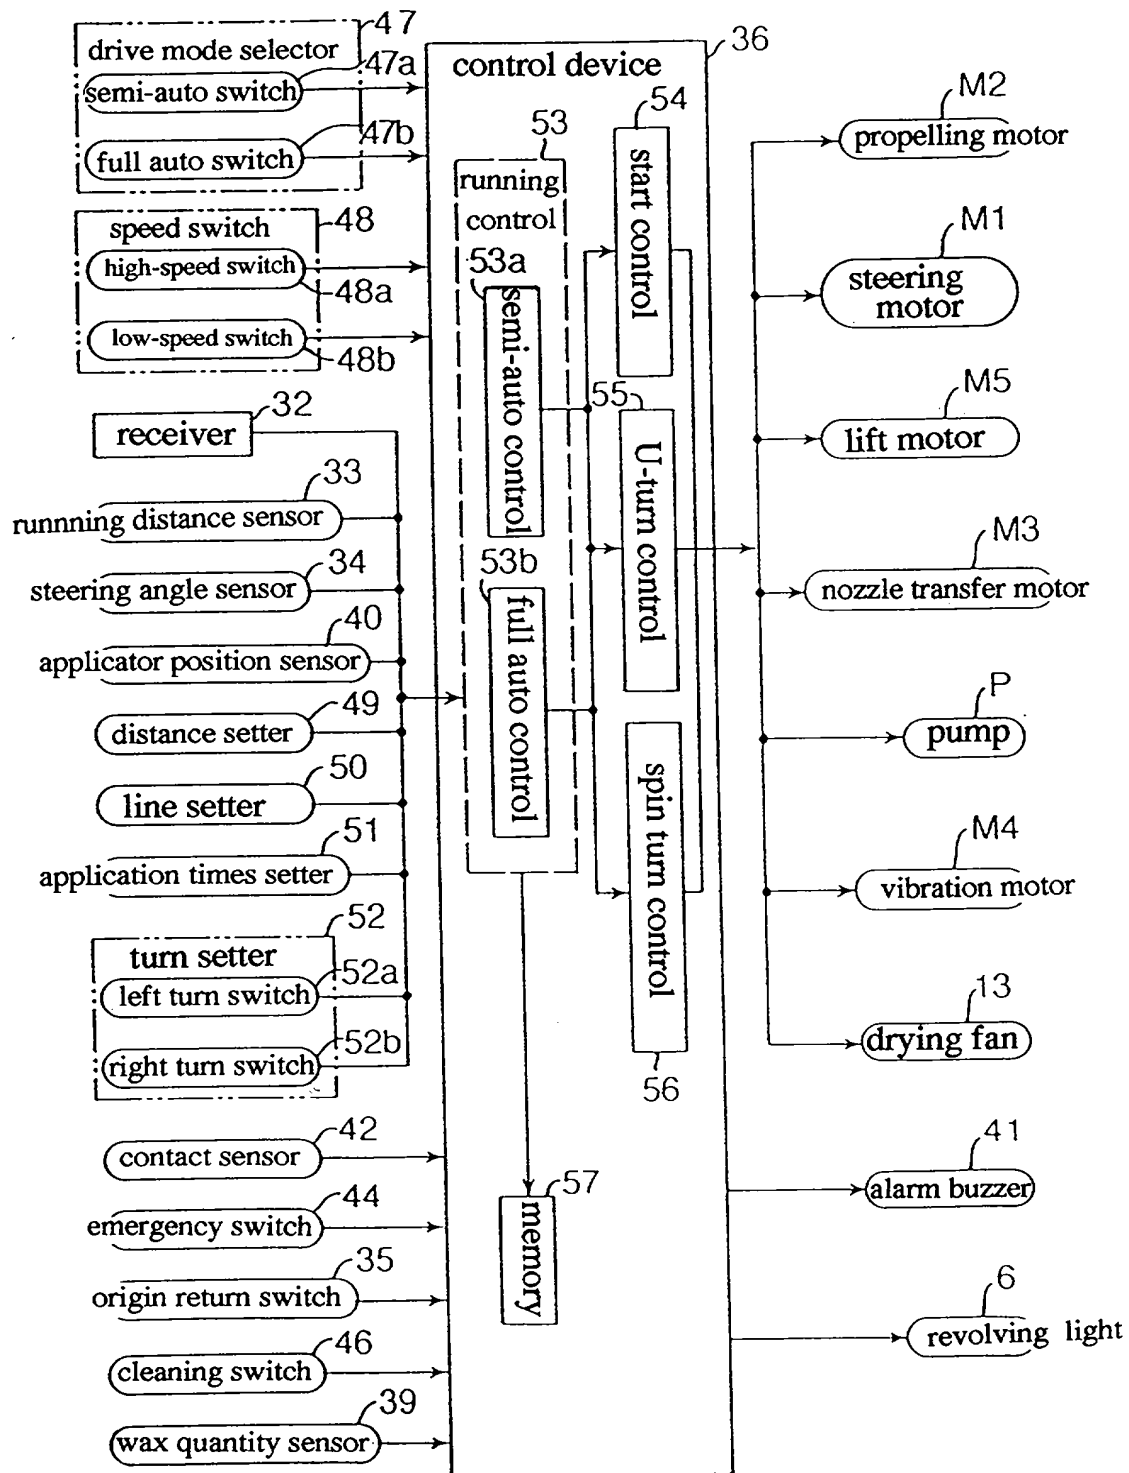 47
drive mode selector
47a
semi-auto switch
47b
full auto switch
speed switch
48
high-speed switch
48a
low-speed switch
48b
32
receiver
33
runnning distance sensor
34
steering angle sensor
40
applicator position sensor
49
distance setter
50
line setter
51
application times setter
52
turn setter
52a
left turn switch
52b
right turn switch
42
contact sensor
44
emergency switch
35
origin return switch
46
cleaning switch
39
wax quantity sensor
36
control device
53
running
control
53a
semi-auto control
53b
full auto control
54
start control
55
U-turn control
spin turn control
56
57
memory
M2
propelling motor
M1
steering
motor
M5
lift motor
M3
nozzle transfer motor
P
pump
M4
vibration motor
13
drying fan
41
alarm buzzer
6
revolving light